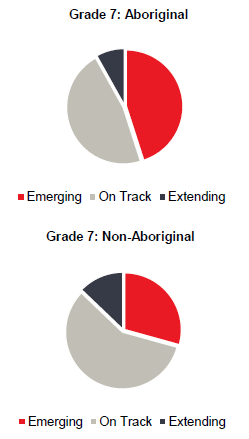 Grade 7: Aboriginal
Emerging On Track Extending
Grade 7: Non-Aboriginal
Emerging On Track Extending